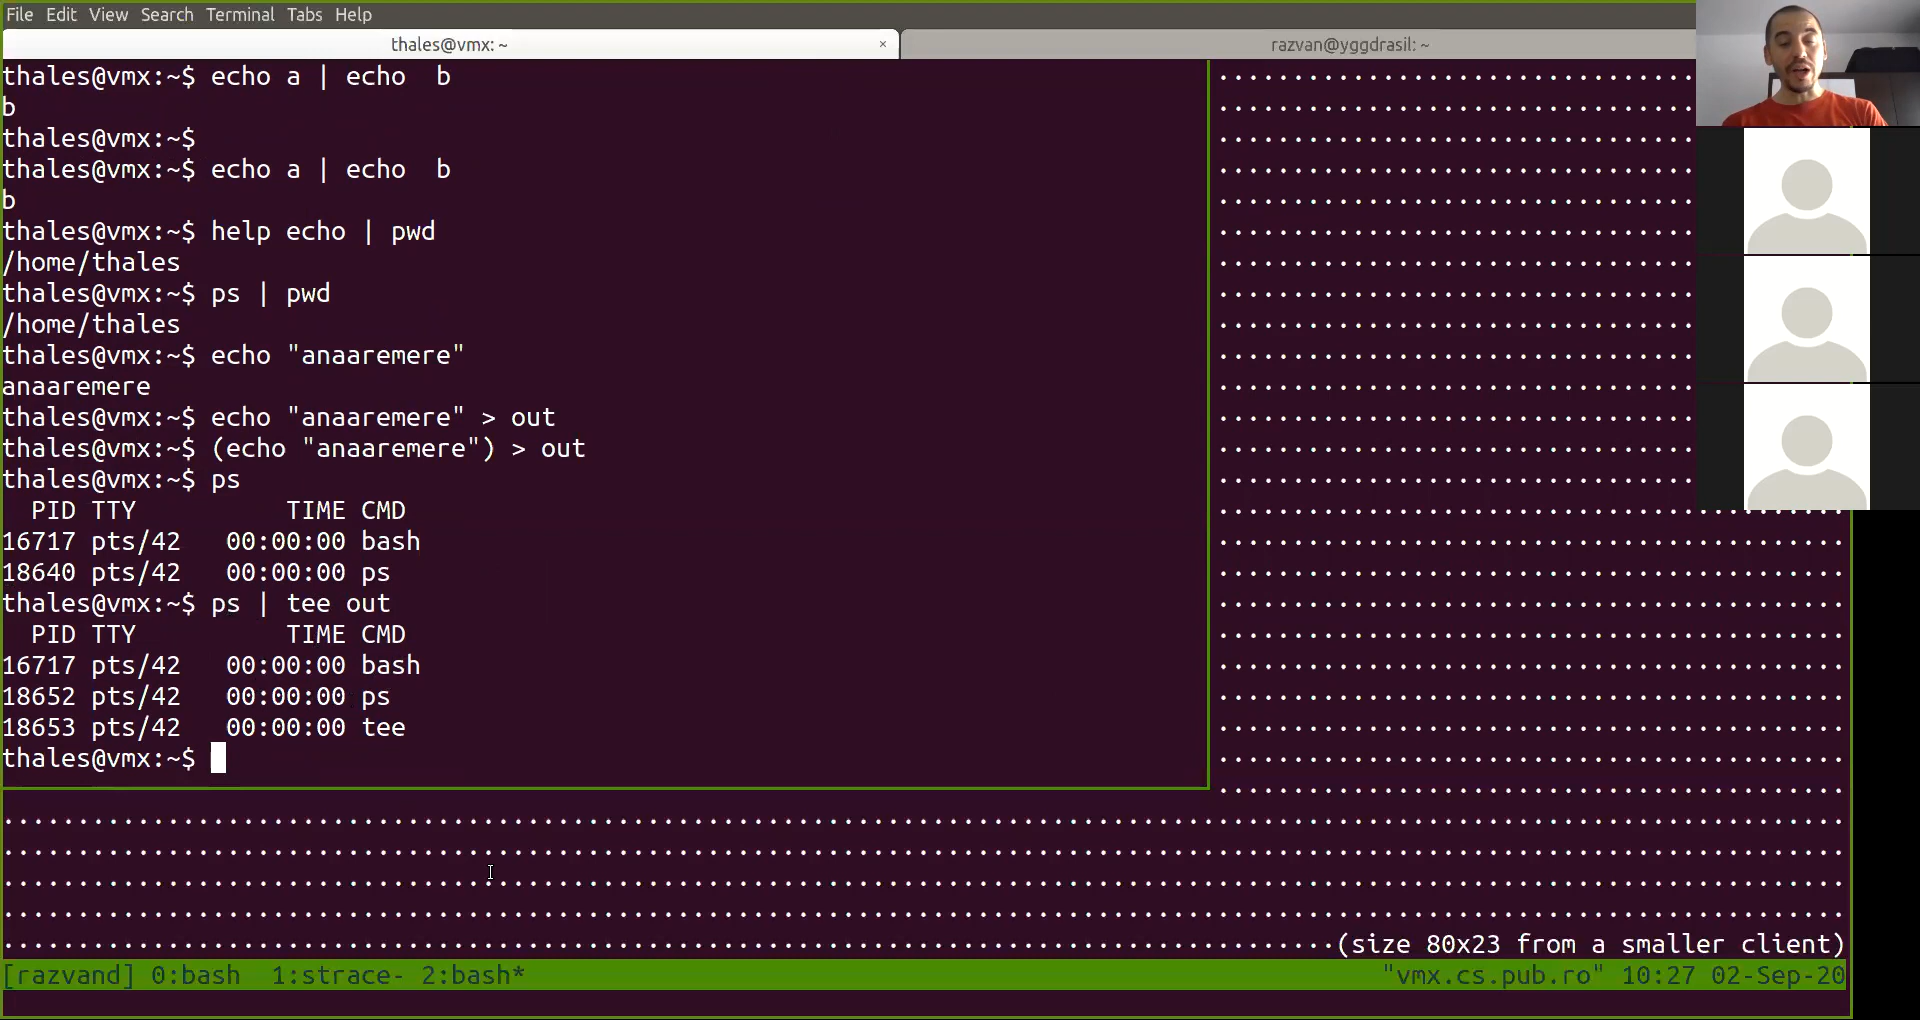 File Edit View Search Terminal Tabs Help
thales@vmx: ~ ×
razvan@yggdrasil: ~
thales@vmx:~$ echo a | echo  b
b
thales@vmx:~$
thales@vmx:~$ echo a | echo  b
b
thales@vmx:~$ help echo | pwd
/home/thales
thales@vmx:~$ ps | pwd
/home/thales
thales@vmx:~$ echo "anaaremere"
anaaremere
thales@vmx:~$ echo "anaaremere" > out
thales@vmx:~$ (echo "anaaremere") > out
thales@vmx:~$ ps
  PID TTY          TIME CMD
16717 pts/42   00:00:00 bash
18640 pts/42   00:00:00 ps
thales@vmx:~$ ps | tee out
  PID TTY          TIME CMD
16717 pts/42   00:00:00 bash
18652 pts/42   00:00:00 ps
18653 pts/42   00:00:00 tee
thales@vmx:~$
(size 80x23 from a smaller client)
[razvand] 0:bash  1:strace- 2:bash* "vmx.cs.pub.ro" 10:27 02-Sep-20